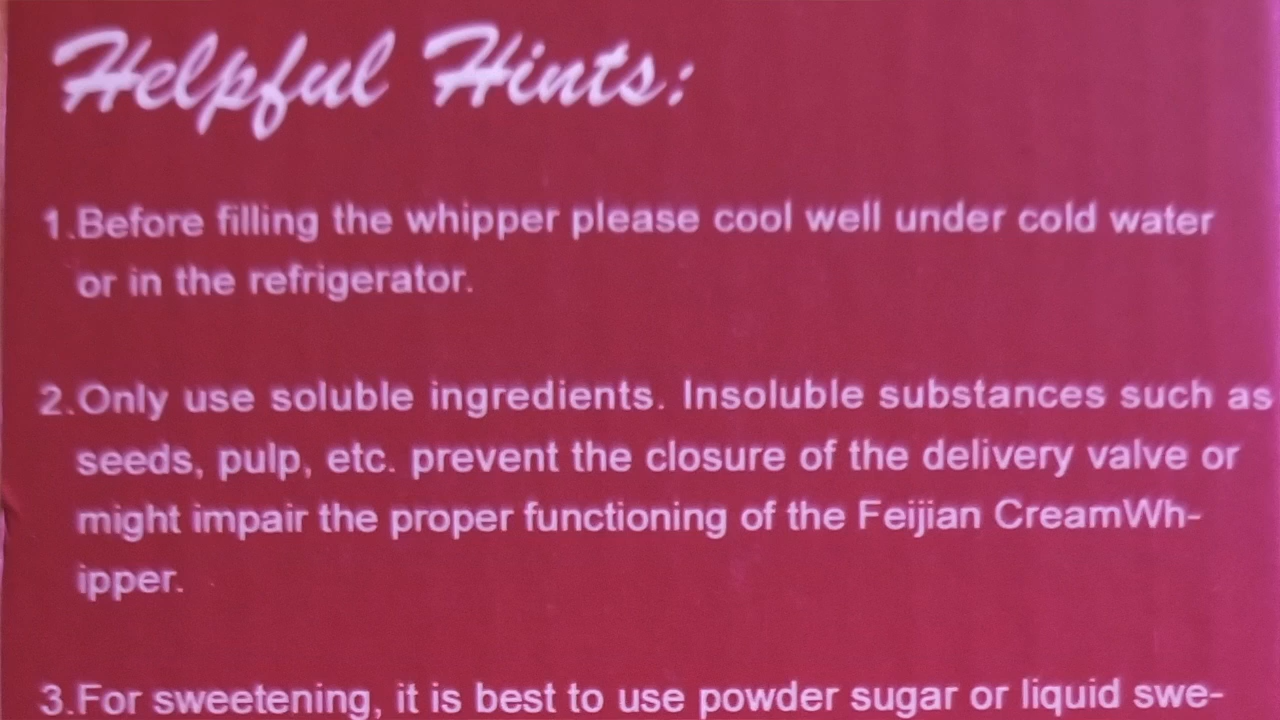 Helpful Hints:
1.Before filling the whipper please cool well under cold water
or in the refrigerator.
2.Only use soluble ingredients. Insoluble substances such as
seeds, pulp, etc. prevent the closure of the delivery valve or
might impair the proper functioning of the Feijian CreamWh-
ipper.
3.For sweetening, it is best to use powder sugar or liquid swe-